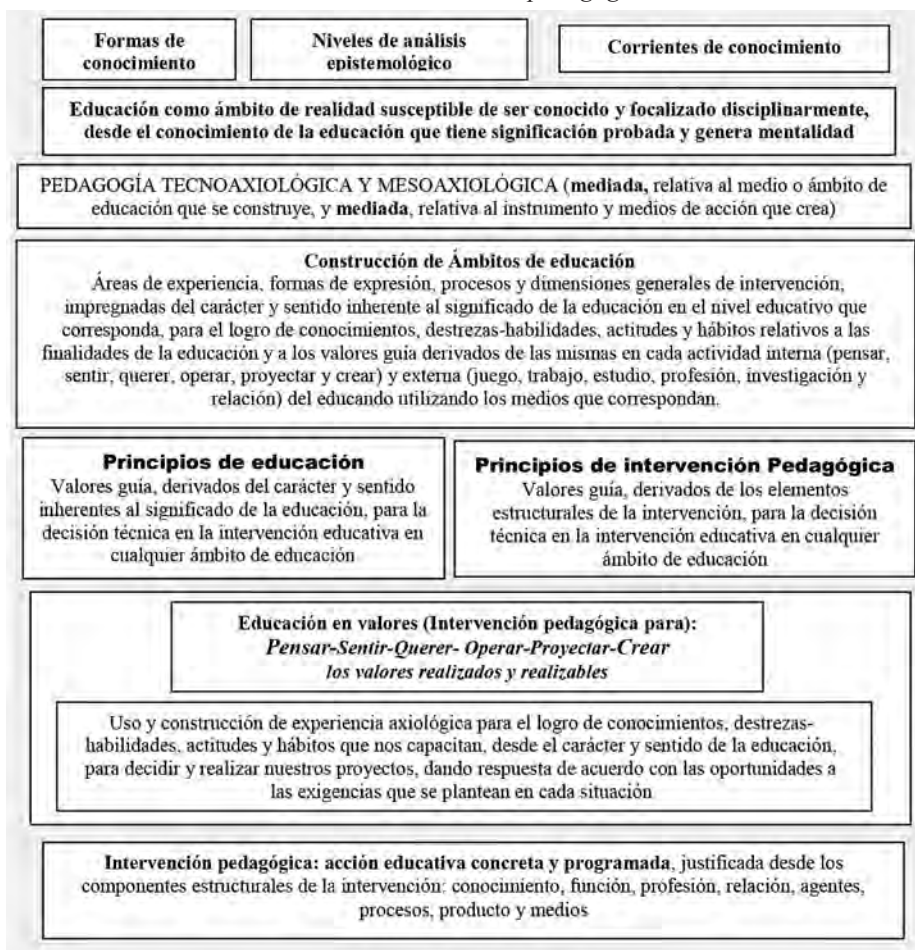 Formas de
conocimiento
Niveles de análisis
epistemológico
Corrientes de conocimiento
Educación como ámbito de realidad susceptible de ser conocido y focalizado disciplinarmente,
desde el conocimiento de la educación que tiene significación probada y genera mentalidad
PEDAGOGÍA TECNOAXIOLÓGICA Y MESOAXIOLÓGICA (mediada, relativa al medio o ámbito de
educación que se construye, y mediada, relativa al instrumento y medios de acción que crea)
Construcción de Ámbitos de educación
Áreas de experiencia, formas de expresión, procesos y dimensiones generales de intervención,
impregnadas del carácter y sentido inherente al significado de la educación en el nivel educativo que
corresponda, para el logro de conocimientos, destrezas-habilidades, actitudes y hábitos relativos a las
finalidades de la educación y a los valores guía derivados de las mismas en cada actividad interna (pensar,
sentir, querer, operar, proyectar y crear) y externa (juego, trabajo, estudio, profesión, investigación y
relación) del educando utilizando los medios que correspondan.
Principios de educación
Valores guía, derivados del carácter y sentido
inherentes al significado de la educación, para la
decisión técnica en la intervención educativa en
cualquier ámbito de educación
Principios de intervención Pedagógica
Valores guía, derivados de los elementos
estructurales de la intervención, para la decisión
técnica en la intervención educativa en cualquier
ámbito de educación
Educación en valores (Intervención pedagógica para):
Pensar-Sentir-Querer- Operar-Proyectar-Crear
los valores realizados y realizables
Uso y construcción de experiencia axiológica para el logro de conocimientos, destrezas-
habilidades, actitudes y hábitos que nos capacitan, desde el carácter y sentido de la educación,
para decidir y realizar nuestros proyectos, dando respuesta de acuerdo con las oportunidades a
las exigencias que se plantean en cada situación
Intervención pedagógica: acción educativa concreta y programada, justificada desde los
componentes estructurales de la intervención: conocimiento, función, profesión, relación, agentes,
procesos, producto y medios